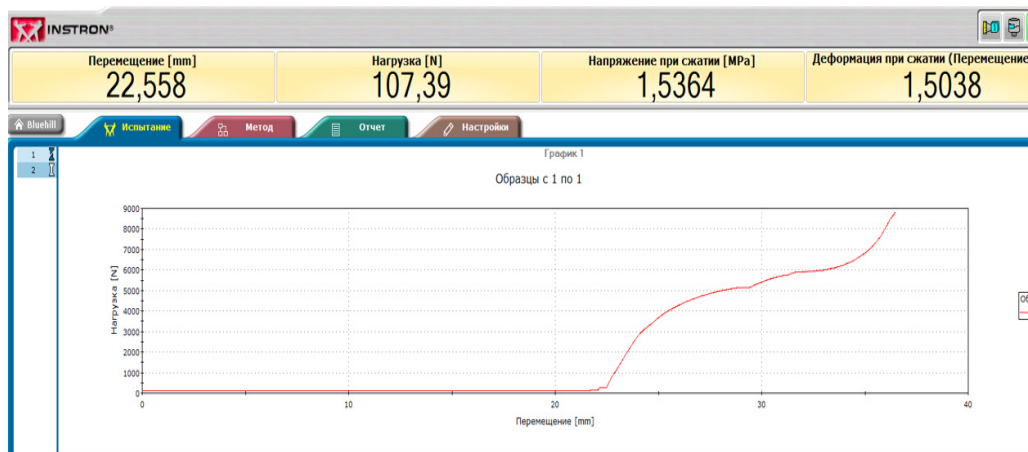 INSTRON®
Перемещение [mm]
22,558
Нагрузка [N]
107,39
Напряжение при сжатии [MPa]
1,5364
Деформация при сжатии (Перемещение
1,5038
Bluehill
Испытание
Метод
Отчет
Настройки
1
2
График 1
Образцы с 1 по 1
Нагрузка [N]
9000
8000
7000
6000
5000
4000
3000
2000
1000
0
0 10 20 30 40
Перемещение [mm]